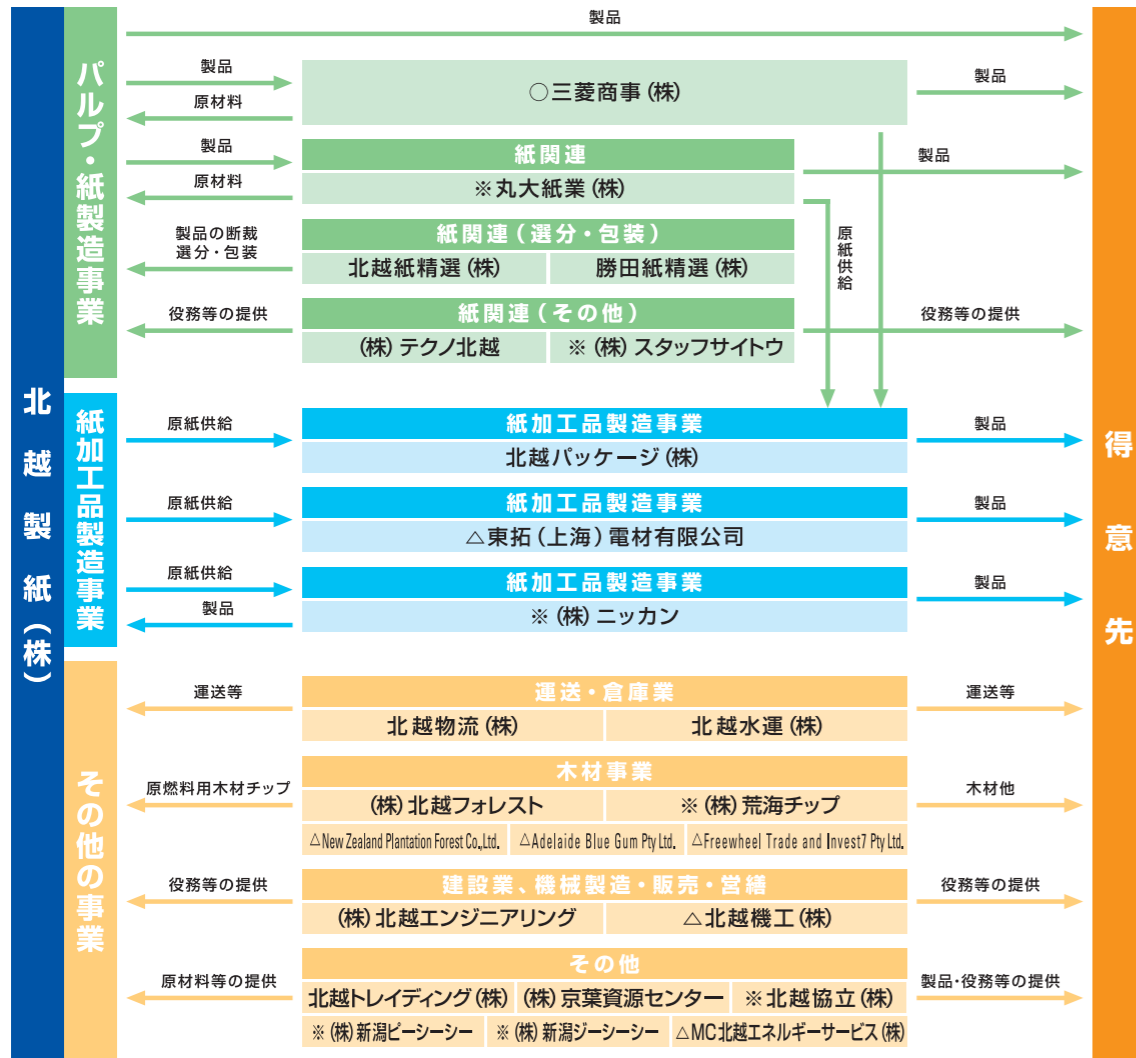 北越製紙(株)
パルプ・紙製造事業
製品
製品
原材料
○三菱商事(株)
製品
製品
原材料
紙関連
※丸大紙業(株)
製品
製品の断裁
選分・包装
紙関連(選分・包装)
北越紙精選(株) 勝田紙精選(株)
原紙供給
役務等の提供
紙関連(その他)
(株)テクノ北越 ※(株)スタッフサイトウ
役務等の提供
紙加工品製造事業
原紙供給
紙加工品製造事業
北越パッケージ(株)
製品
原紙供給
紙加工品製造事業
△東拓(上海)電材有限公司
製品
原紙供給
製品
紙加工品製造事業
※(株)ニッカン
製品
その他の事業
運送等
運送・倉庫業
北越物流(株) 北越水運(株)
運送等
原燃料用木材チップ
木材事業
(株)北越フォレスト ※(株)荒海チップ
△New Zealand Plantation Forest Co.,Ltd. △Adelaide Blue Gum Pty Ltd. △Freewheel Trade and Invest7 Pty Ltd.
木材他
役務等の提供
建設業、機械製造・販売・営繕
(株)北越エンジニアリング △北越機工(株)
役務等の提供
原材料等の提供
その他
北越トレイディング(株) (株)京葉資源センター ※北越協立(株)
※(株)新潟ピーシーシー ※(株)新潟ジーシーシー △MC北越エネルギーサービス(株)
製品・役務等の提供
得意先